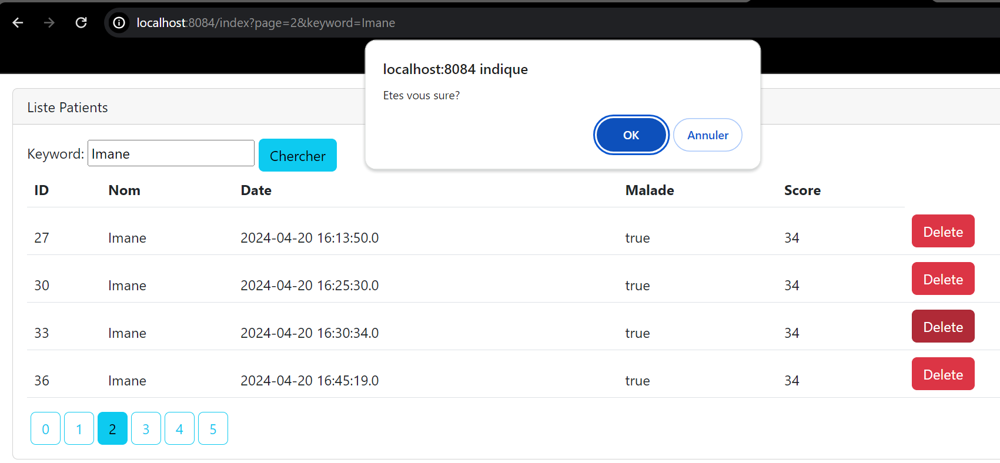 localhost:8084/index?page=2&keyword=Imane
localhost:8084 indique
Etes vous sure?
OK Annuler
Liste Patients
Keyword: Imane Chercher
ID Nom Date Malade Score
27 Imane 2024-04-20 16:13:50.0 true 34 Delete
30 Imane 2024-04-20 16:25:30.0 true 34 Delete
33 Imane 2024-04-20 16:30:34.0 true 34 Delete
36 Imane 2024-04-20 16:45:19.0 true 34 Delete
0 1 2 3 4 5